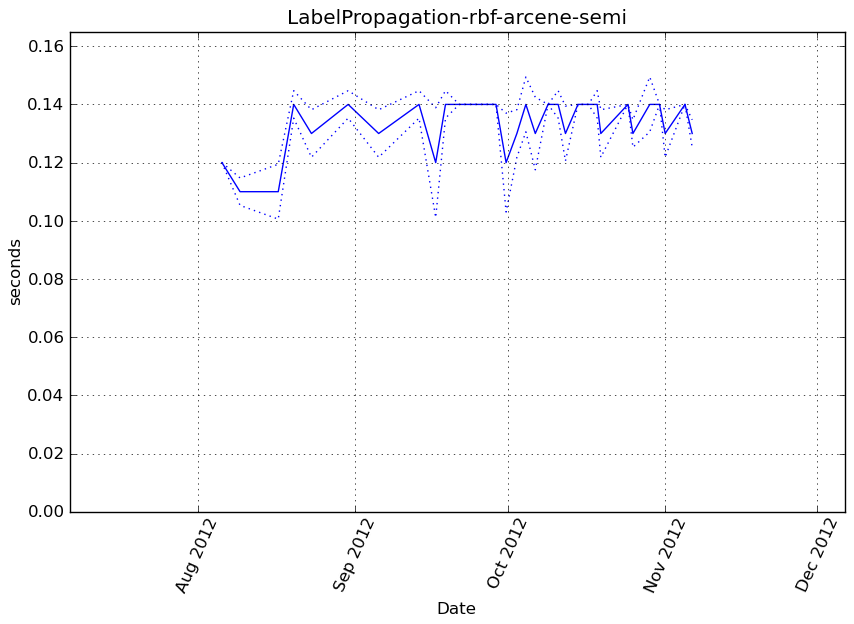 LabelPropagation-rbf-arcene-semi
0.16
0.14
0.12
0.10
0.08
0.06
0.04
0.02
0.00
seconds
Aug 2012
Sep 2012
Oct 2012
Nov 2012
Dec 2012
Date